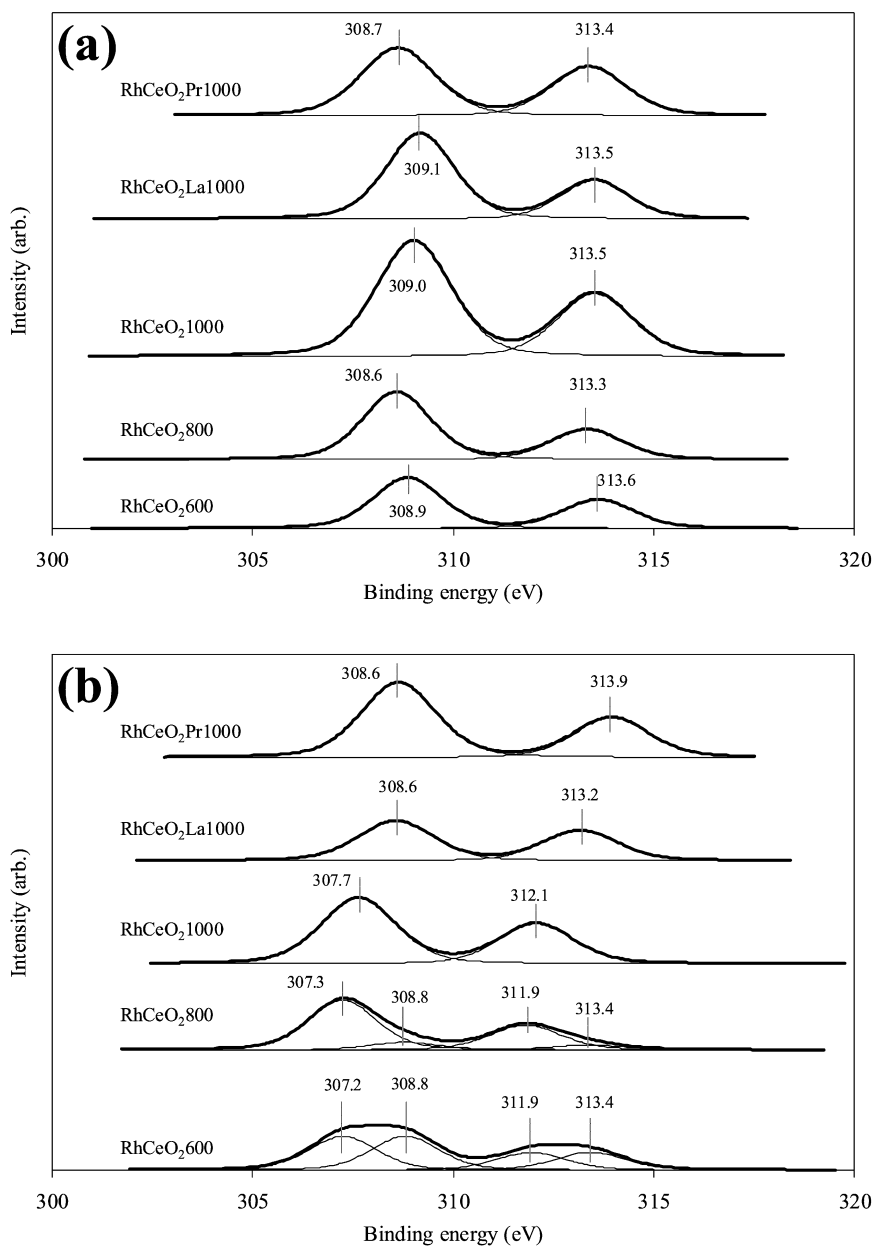 (a)
308.7
313.4
RhCeO₂Pr1000
309.1
313.5
RhCeO₂La1000
309.0
313.5
RhCeO₂1000
308.6
313.3
RhCeO₂800
308.9
313.6
RhCeO₂600
Intensity (arb.)
300 305 310 315 320
Binding energy (eV)
(b)
308.6
313.9
RhCeO₂Pr1000
308.6
313.2
RhCeO₂La1000
307.7
312.1
RhCeO₂1000
307.3
308.8
311.9
313.4
RhCeO₂800
307.2
308.8
311.9
313.4
RhCeO₂600
Intensity (arb.)
300 305 310 315 320
Binding energy (eV)